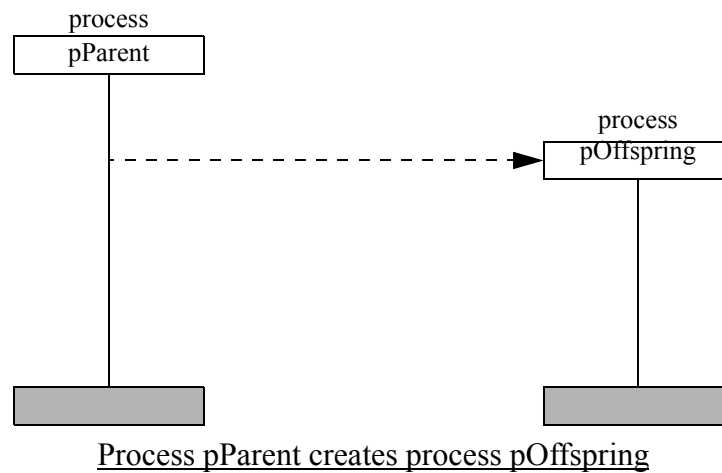 process
pParent
process
pOffspring
Process pParent creates process pOffspring